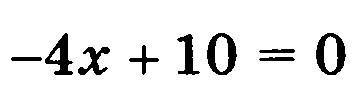 −4x + 10 = 0